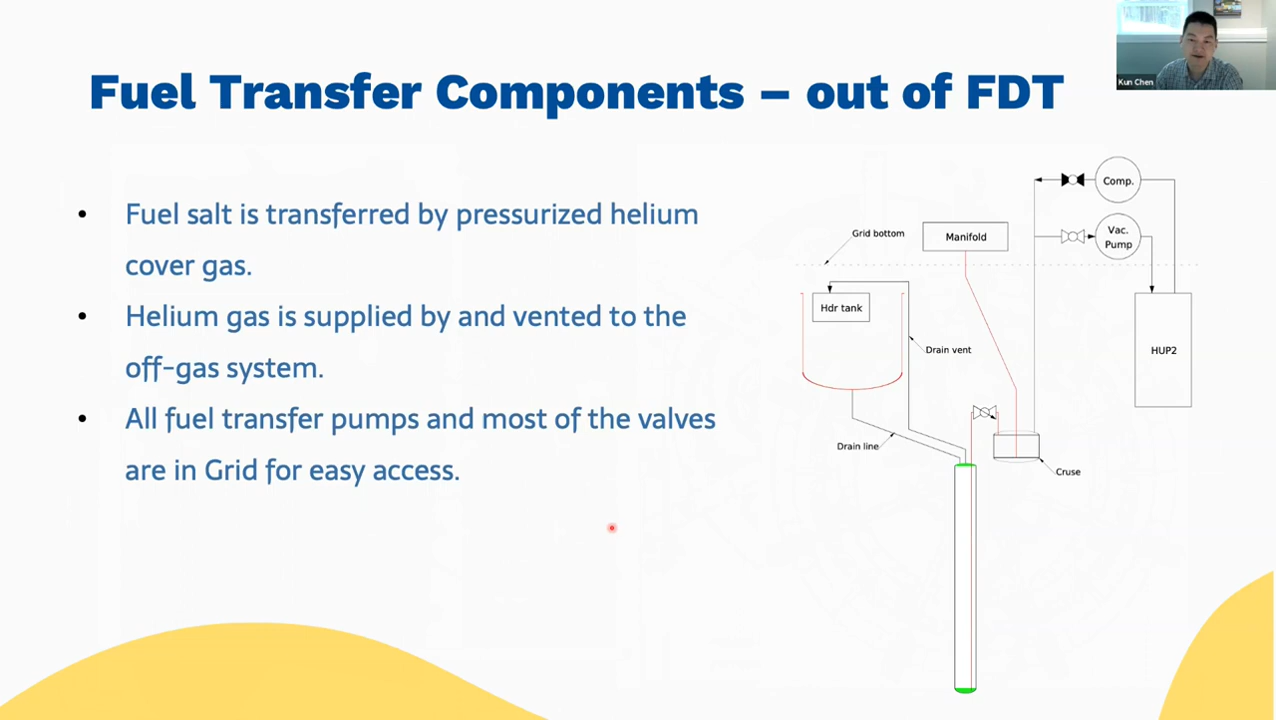 Kun Chen
Fuel Transfer Components – out of FDT
Fuel salt is transferred by pressurized helium
cover gas.
Helium gas is supplied by and vented to the
off-gas system.
All fuel transfer pumps and most of the valves
are in Grid for easy access.
Comp.
Vac.
Pump
Grid bottom
Manifold
Hdr tank
Drain vent
HUP2
Drain line
Cruse